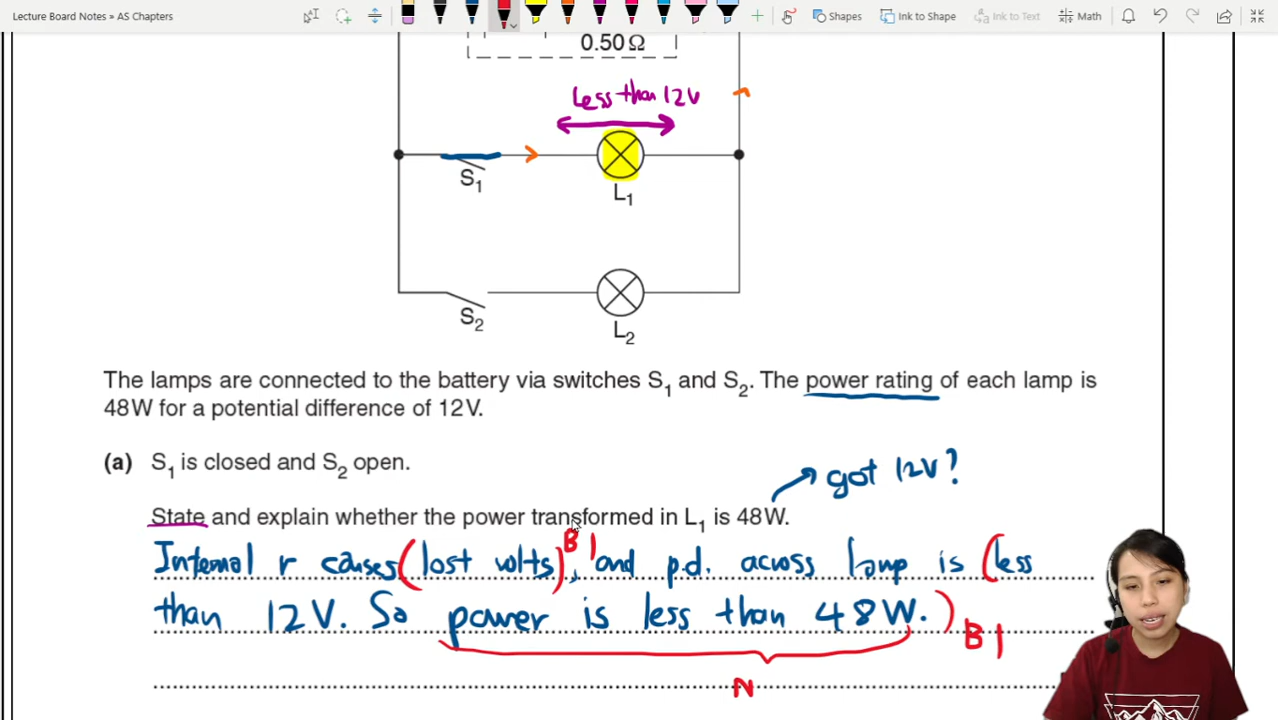 Lecture Board Notes » AS Chapters
Shapes
Ink to Shape
Ink to Text
Math
0.50 Ω
Less than 12V
S1
L1
S2
L2
The lamps are connected to the battery via switches S1 and S2. The power rating of each lamp is
48W for a potential difference of 12V.
(a) S1 is closed and S2 open.
got 12V?
State and explain whether the power transformed in L1 is 48W.
B1
Internal r causes (lost volts), and p.d. across lamp is (less
than 12V. So power is less than 48W.)
B1
N